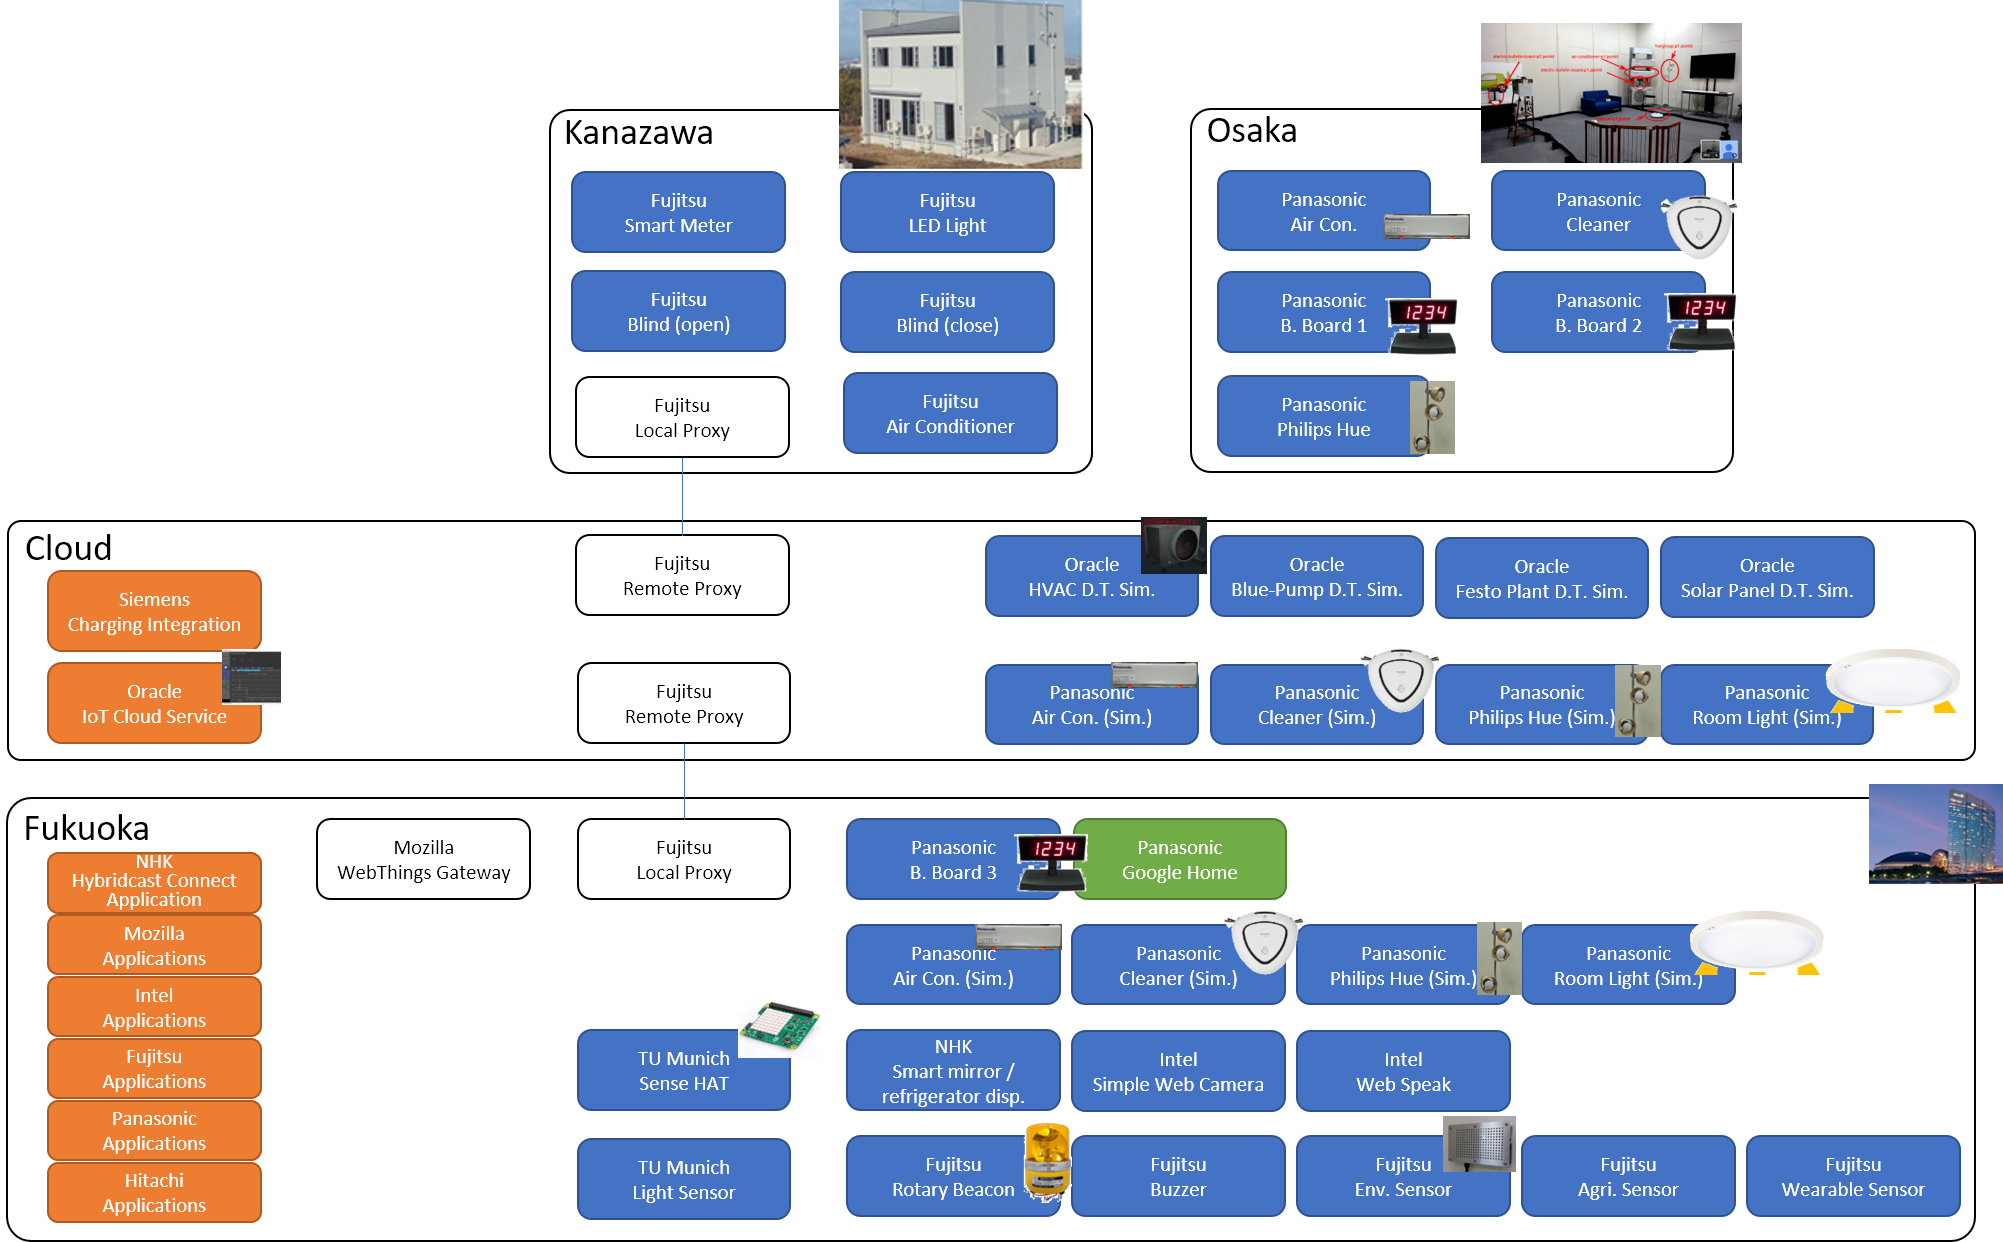 Kanazawa
Fujitsu
Smart Meter
Fujitsu
LED Light
Fujitsu
Blind (open)
Fujitsu
Blind (close)
Fujitsu
Local Proxy
Fujitsu
Air Conditioner
Osaka
Panasonic
Air Con.
Panasonic
Cleaner
Panasonic
B. Board 1
1234
Panasonic
B. Board 2
1234
Panasonic
Philips Hue
Cloud
Siemens
Charging Integration
Oracle
IoT Cloud Service
Fujitsu
Remote Proxy
Fujitsu
Remote Proxy
Oracle
HVAC D.T. Sim.
Oracle
Blue-Pump D.T. Sim.
Oracle
Festo Plant D.T. Sim.
Oracle
Solar Panel D.T. Sim.
Panasonic
Air Con. (Sim.)
Panasonic
Cleaner (Sim.)
Panasonic
Philips Hue (Sim.)
Panasonic
Room Light (Sim.)
Fukuoka
NHK
Hybridcast Connect
Application
Mozilla
Applications
Intel
Applications
Fujitsu
Applications
Panasonic
Applications
Hitachi
Applications
Mozilla
WebThings Gateway
Fujitsu
Local Proxy
Panasonic
B. Board 3
1234
Panasonic
Google Home
Panasonic
Air Con. (Sim.)
Panasonic
Cleaner (Sim.)
Panasonic
Philips Hue (Sim.)
Panasonic
Room Light (Sim.)
TU Munich
Sense HAT
NHK
Smart mirror /
refrigerator disp.
Intel
Simple Web Camera
Intel
Web Speak
TU Munich
Light Sensor
Fujitsu
Rotary Beacon
Fujitsu
Buzzer
Fujitsu
Env. Sensor
Fujitsu
Agri. Sensor
Fujitsu
Wearable Sensor